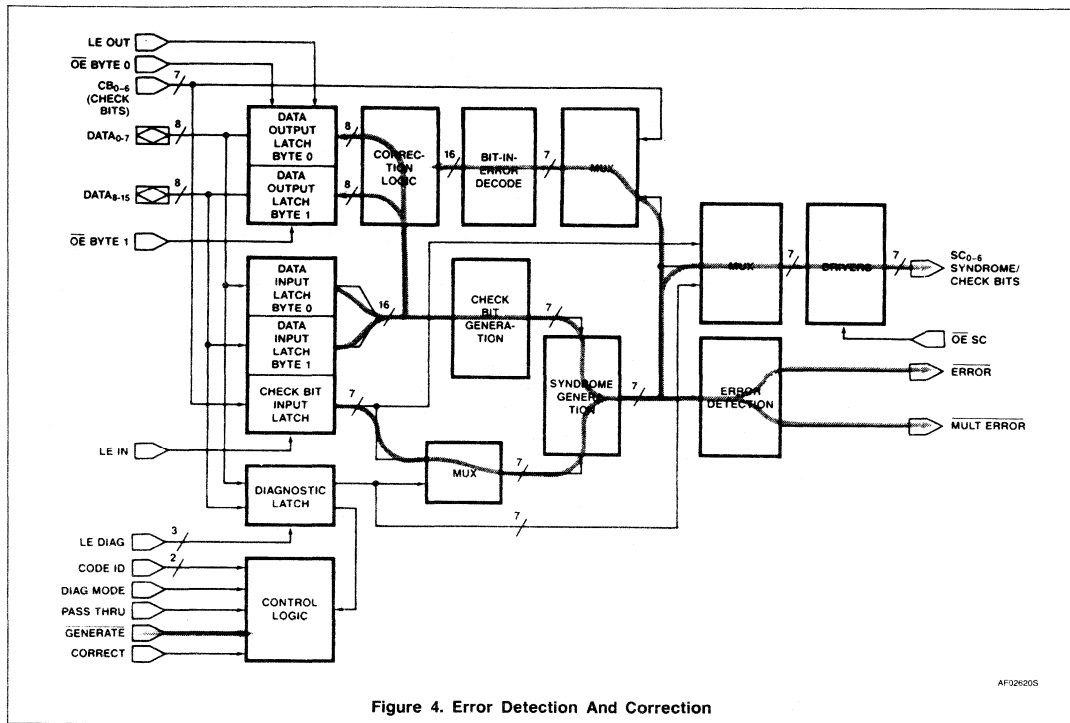 LE OUT
OE BYTE 0
7
CB0-6
(CHECK
BITS)
DATA0-7
8
DATA8-15
8
OE BYTE 1
DATA
OUTPUT
LATCH
BYTE 0
DATA
OUTPUT
LATCH
BYTE 1
8
8
CORREC-
TION
LOGIC
16
BIT-IN-
ERROR
DECODE
7
MUX
MUX
7
DRIVERS
7
SC0-6
SYNDROME/
CHECK BITS
OE SC
DATA
INPUT
LATCH
BYTE 0
DATA
INPUT
LATCH
BYTE 1
CHECK BIT
INPUT
LATCH
16
CHECK
BIT
GENERA-
TION
7
SYNDROME
GENERA-
TION
7
ERROR
DETECTION
ERROR
MULT ERROR
7
MUX
7
7
LE IN
DIAGNOSTIC
LATCH
LE DIAG
3
CODE ID
2
DIAG MODE
PASS THRU
GENERATE
CORRECT
CONTROL
LOGIC
AF02620S
Figure 4. Error Detection And Correction